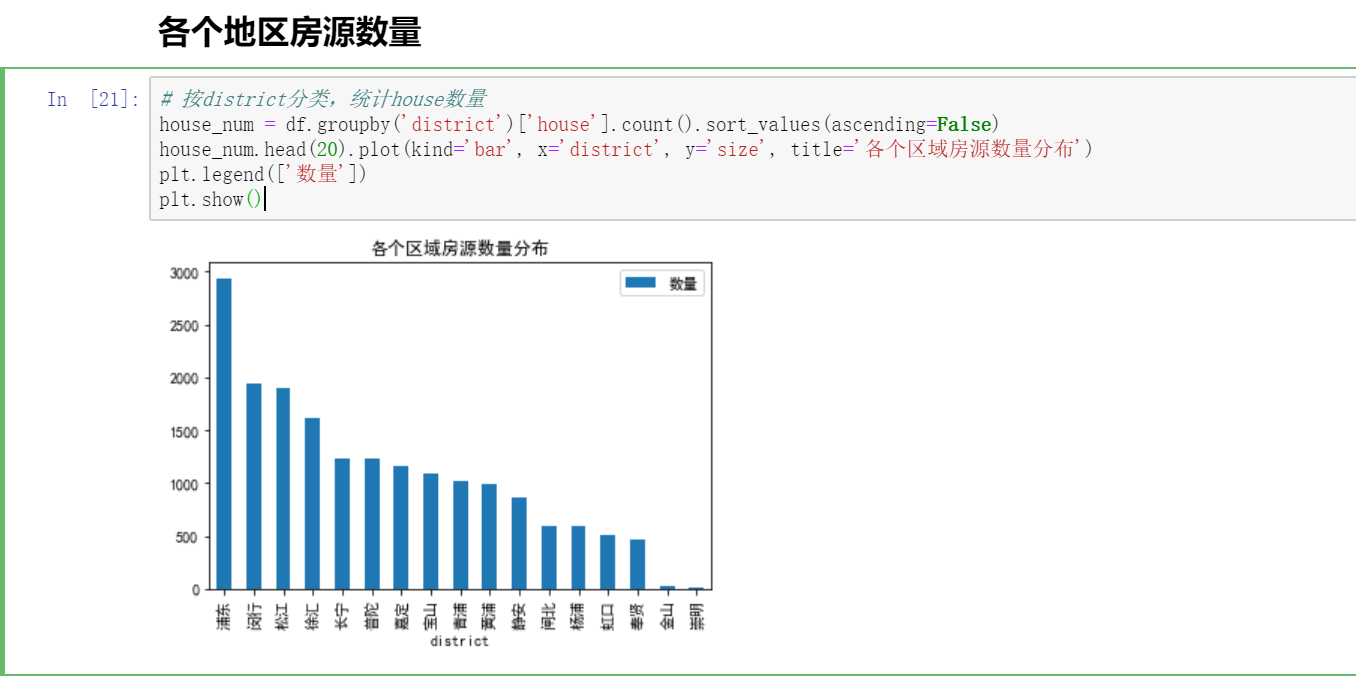 各个地区房源数量
In [21]:
# 按district分类，统计house数量
house_num = df.groupby('district')['house'].count().sort_values(ascending=False)
house_num.head(20).plot(kind='bar', x='district', y='size', title='各个区域房源数量分布')
plt.legend(['数量'])
plt.show()
各个区域房源数量分布
数量
3000
2500
2000
1500
1000
500
0
浦东 闵行 松江 徐汇 长宁 普陀 嘉定 宝山 青浦 黄浦 静安 闸北 杨浦 虹口 奉贤 金山 崇明
district